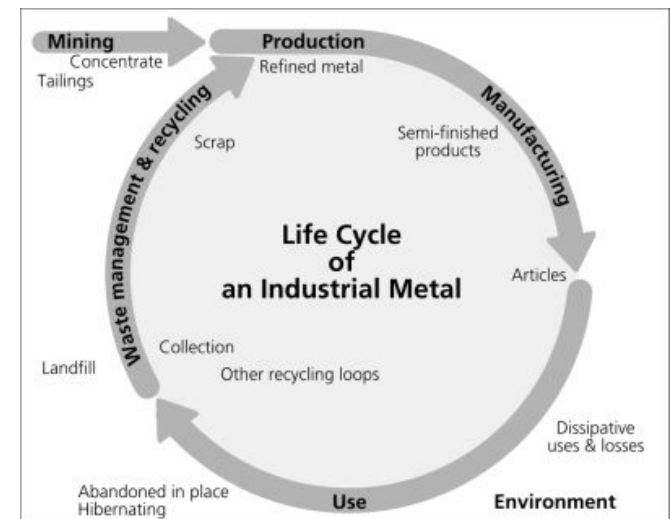 Mining
Concentrate
Tailings
Production
Refined metal
Manufacturing
Semi-finished
products
Waste management & recycling
Scrap
Life Cycle
of
an Industrial Metal
Articles
Collection
Landfill
Other recycling loops
Dissipative
uses & losses
Abandoned in place
Hibernating
Use
Environment